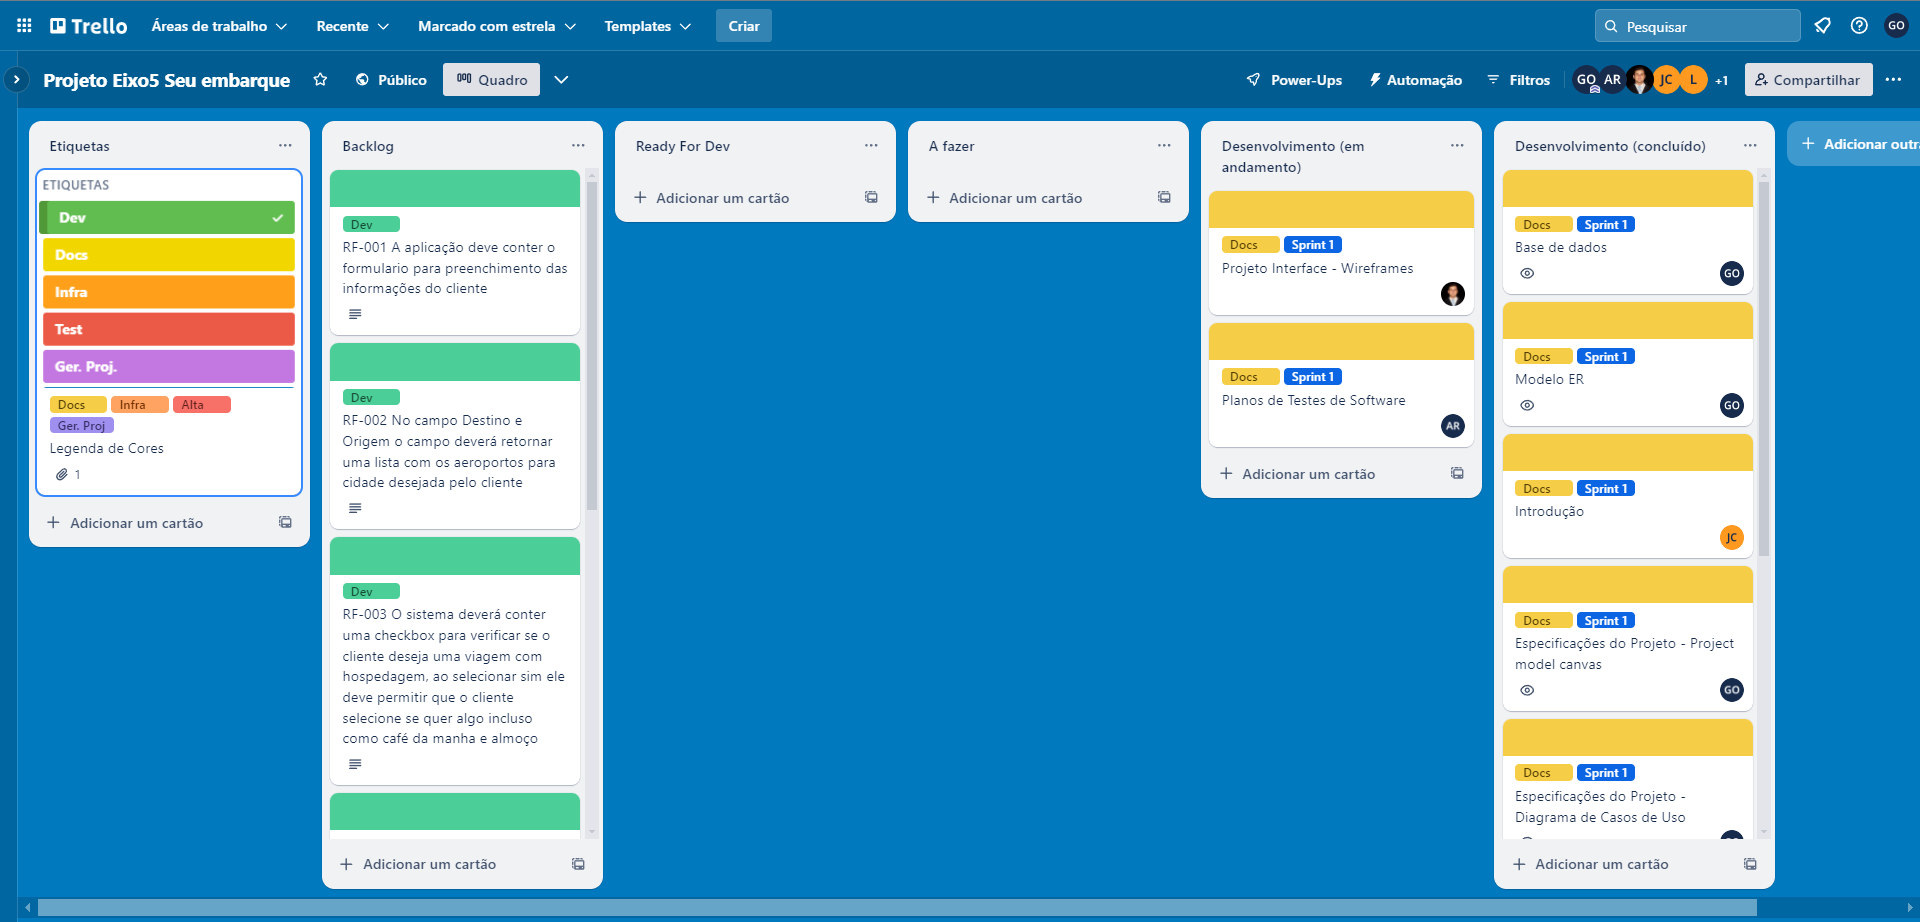 Trello
Áreas de trabalho
Recente
Marcado com estrela
Templates
Criar
Pesquisar
GO
Projeto Eixo5 Seu embarque
Público
Quadro
Power-Ups
Automação
Filtros
GO
AR
JC
L
+1
Compartilhar
Etiquetas
ETIQUETAS
Dev
Docs
Infra
Test
Ger. Proj.
Docs
Infra
Alta
Ger. Proj
Legenda de Cores
1
Adicionar um cartão
Backlog
Dev
RF-001 A aplicação deve conter o
formulario para preenchimento das
informações do cliente
Dev
RF-002 No campo Destino e
Origem o campo deverá retornar
uma lista com os aeroportos para
cidade desejada pelo cliente
Dev
RF-003 O sistema deverá conter
uma checkbox para verificar se o
cliente deseja uma viagem com
hospedagem, ao selecionar sim ele
deve permitir que o cliente
selecione se quer algo incluso
como café da manha e almoço
Adicionar um cartão
Ready For Dev
Adicionar um cartão
A fazer
Adicionar um cartão
Desenvolvimento (em
andamento)
Docs
Sprint 1
Projeto Interface - Wireframes
Docs
Sprint 1
Planos de Testes de Software
AR
Adicionar um cartão
Desenvolvimento (concluído)
Docs
Sprint 1
Base de dados
GO
Docs
Sprint 1
Modelo ER
GO
Docs
Sprint 1
Introdução
JC
Docs
Sprint 1
Especificações do Projeto - Project
model canvas
GO
Docs
Sprint 1
Especificações do Projeto -
Diagrama de Casos de Uso
Adicionar um cartão
Adicionar outra